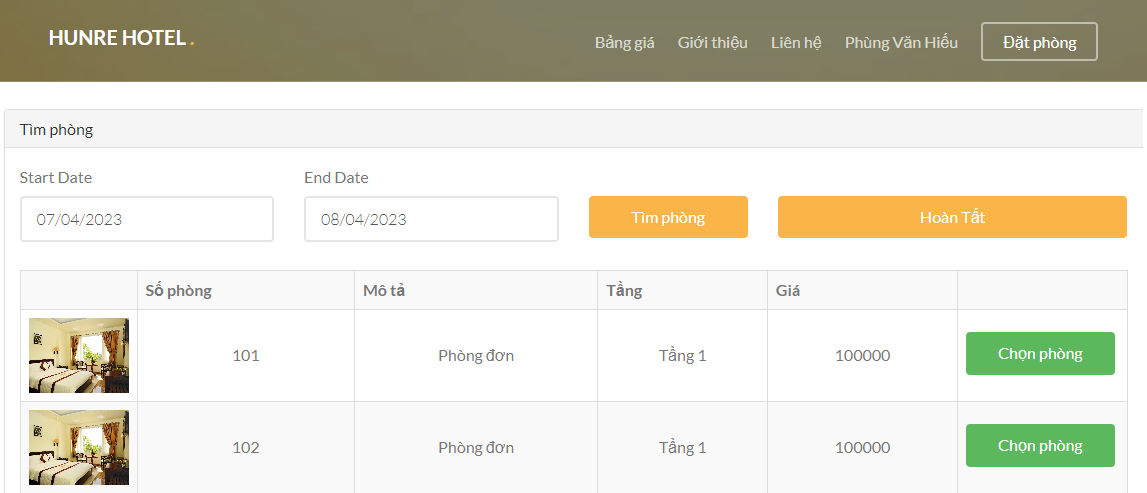 HUNRE HOTEL .
Bảng giá Giới thiệu Liên hệ Phùng Văn Hiếu Đặt phòng
Tìm phòng
Start Date End Date
07/04/2023 08/04/2023 Tìm phòng Hoàn Tất
Số phòng Mô tả Tầng Giá
101 Phòng đơn Tầng 1 100000 Chọn phòng
102 Phòng đơn Tầng 1 100000 Chọn phòng